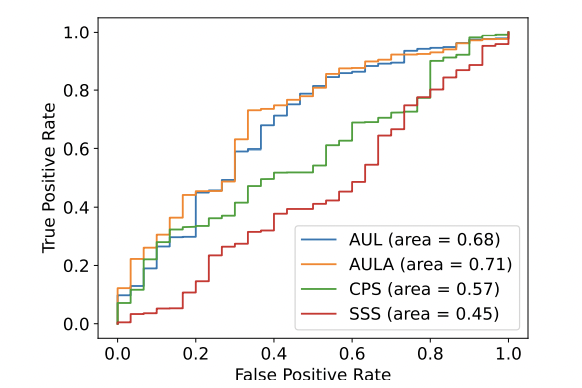 1.0
0.8
0.6
0.4
0.2
0.0
True Positive Rate
AUL (area = 0.68)
AULA (area = 0.71)
CPS (area = 0.57)
SSS (area = 0.45)
0.0 0.2 0.4 0.6 0.8 1.0
False Positive Rate